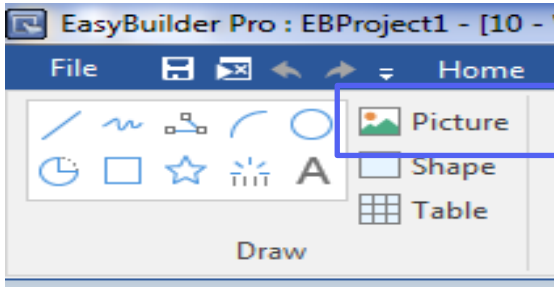 EasyBuilder Pro : EBProject1 - [10 -
File Home
Picture
A Shape
Table
Draw